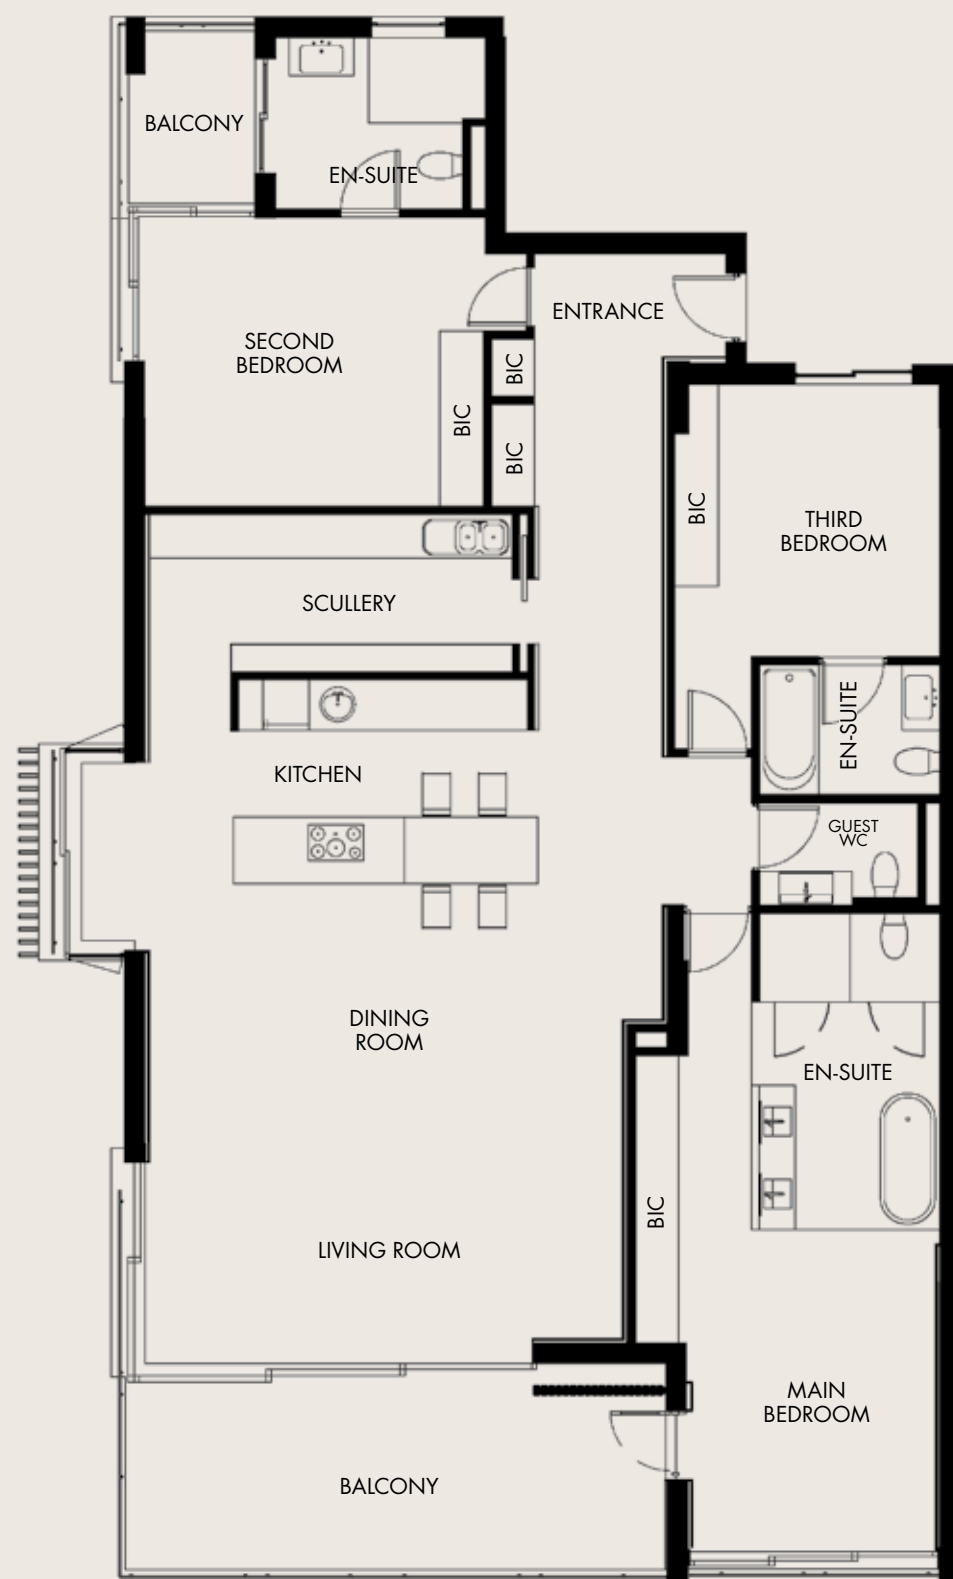 BALCONY
EN-SUITE
ENTRANCE
SECOND
BEDROOM
BIC
BIC
BIC
BIC
THIRD
BEDROOM
SCULLERY
EN-SUITE
KITCHEN
GUEST
WC
DINING
ROOM
EN-SUITE
BIC
LIVING ROOM
MAIN
BEDROOM
BALCONY